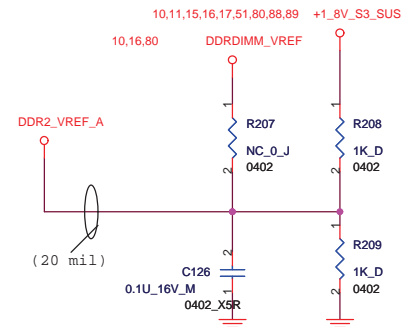 10,11,15,16,17,51,80,88,89 +1_8V_S3_SUS
10,16,80 DDRDIMM_VREF
DDR2_VREF_A
1 R207 2
NC_0_J
0402
1 R208 2
1K_D
0402
(20 mil)
2 C126 1
0.1U_16V_M
0402_X5R
1 R209 2
1K_D
0402